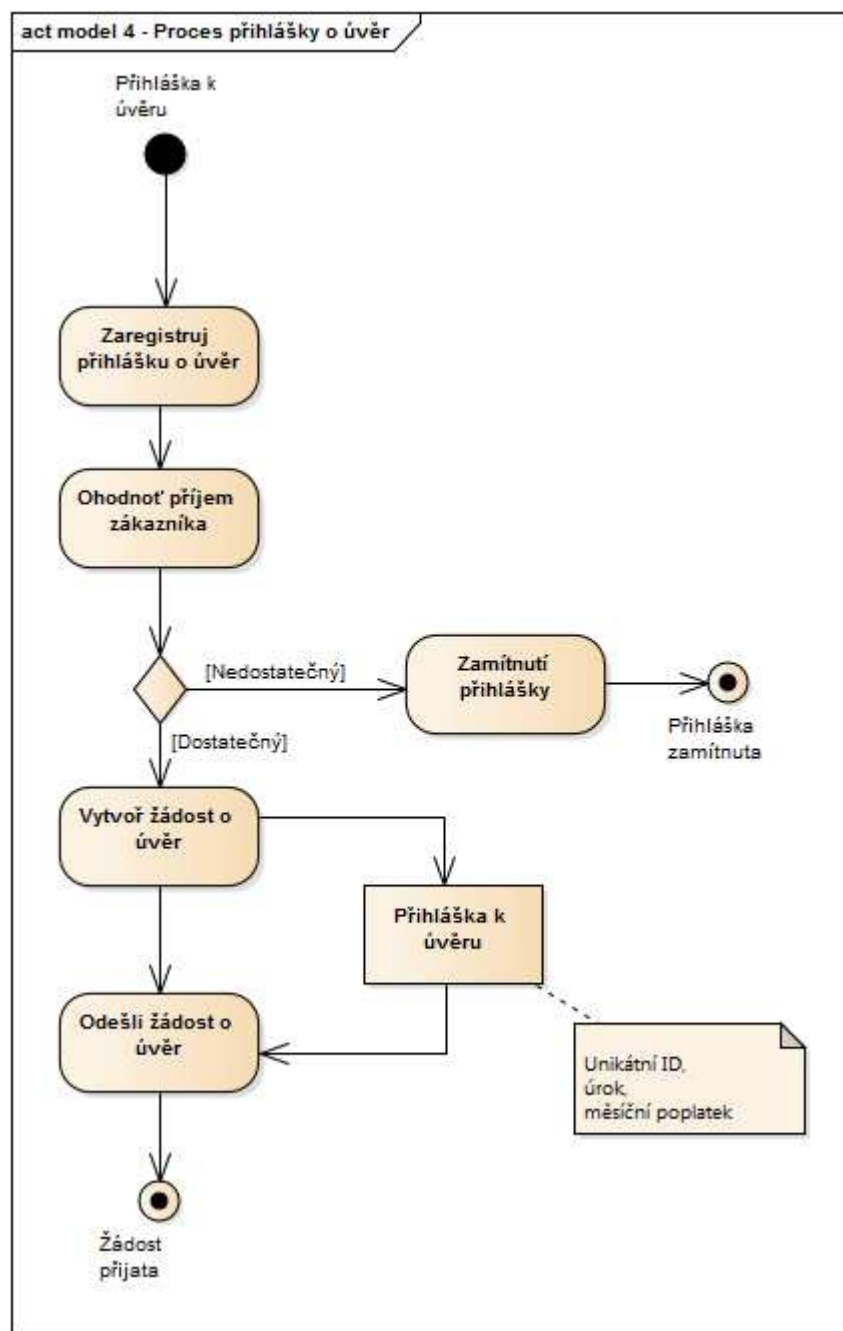 act model 4 - Proces přihlášky o úvěr
Přihláška k
úvěru
Zaregistruj
přihlášku o úvěr
Ohodnoť příjem
zákazníka
[Nedostatečný]
Zamítnutí
přihlášky
Přihláška
zamítnuta
[Dostatečný]
Vytvoř žádost o
úvěr
Přihláška k
úvěru
Odešli žádost o
úvěr
Unikátní ID,
úrok,
měsíční poplatek
Žádost
přijata